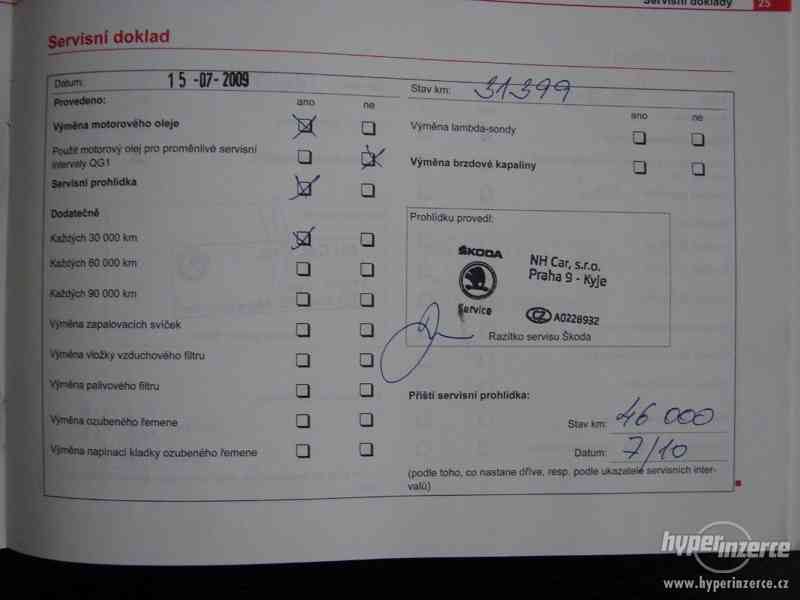 Servisní doklady 25
Servisní doklad
Datum: 15 -07- 2009
Stav km: 31399
Provedeno:
ano ne
ano ne
Výměna motorového oleje
Výměna lambda-sondy
Použit motorový olej pro proměnlivé servisní
intervaly QG1
Výměna brzdové kapaliny
Servisní prohlídka
Dodatečně
Každých 30 000 km
Každých 60 000 km
Každých 90 000 km
Výměna zapalovacích svíček
Výměna vložky vzduchového filtru
Výměna palivového filtru
Výměna ozubeného řemene
Výměna napínací kladky ozubeného řemene
Prohlídku provedl:
ŠKODA
Service
NH Car, s.r.o.
Praha 9 - Kyje
CZ A0228932
Razítko servisu Škoda
Příští servisní prohlídka:
Stav km: 46 000
Datum: 7/10
(podle toho, co nastane dříve, resp. podle ukazatele servisních inter-
valů)
hyperinzerce
www.hyperinzerce.cz